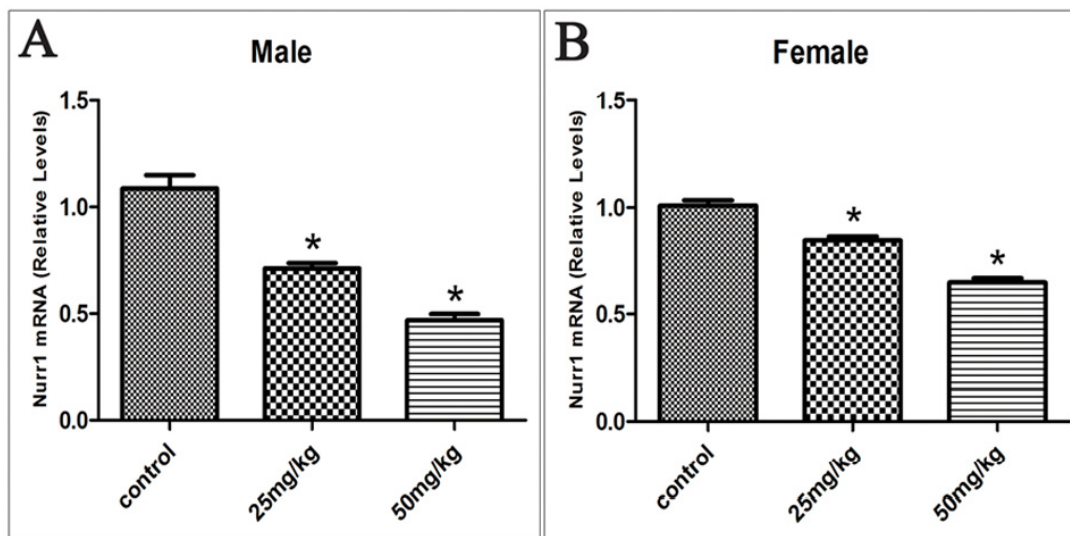 A
Male
Nurr1 mRNA (Relative Levels)
1.5
1.0
0.5
0.0
*
*
control
25mg/kg
50mg/kg
B
Female
Nurr1 mRNA (Relative Levels)
1.5
1.0
0.5
0.0
*
*
control
25mg/kg
50mg/kg